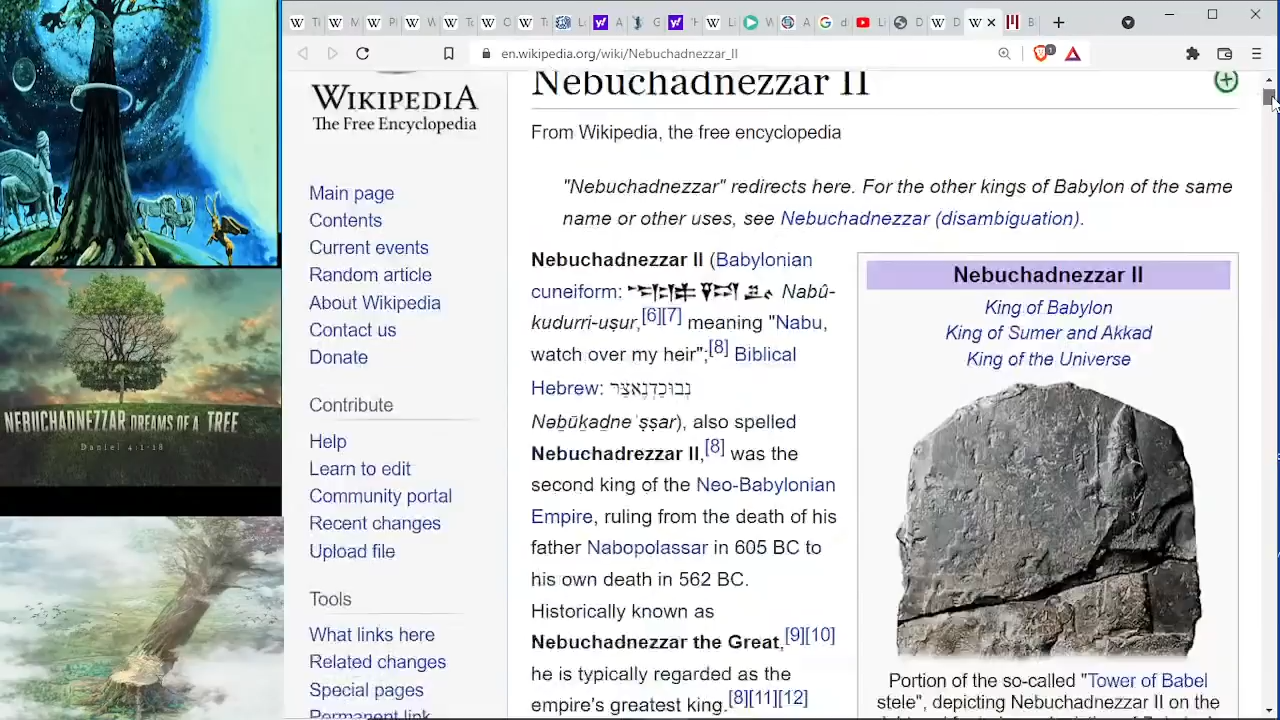 NEBUCHADNEZZAR DREAMS OF A TREE
Daniel 4:1-18
en.wikipedia.org/wiki/Nebuchadnezzar_II
WIKIPEDIA
The Free Encyclopedia
Main page
Contents
Current events
Random article
About Wikipedia
Contact us
Donate
Contribute
Help
Learn to edit
Community portal
Recent changes
Upload file
Tools
What links here
Related changes
Special pages
Permanent link
Nebuchadnezzar II
From Wikipedia, the free encyclopedia
"Nebuchadnezzar" redirects here. For the other kings of Babylon of the same
name or other uses, see Nebuchadnezzar (disambiguation).
Nebuchadnezzar II (Babylonian
cuneiform: Nabû-
kudurri-uṣur,[6][7] meaning "Nabu,
watch over my heir";[8] Biblical
Hebrew: נְבוּכַדְנֶאצַּר
Nəḇūḵaḏneʾṣṣar), also spelled
Nebuchadrezzar II,[8] was the
second king of the Neo-Babylonian
Empire, ruling from the death of his
father Nabopolassar in 605 BC to
his own death in 562 BC.
Historically known as
Nebuchadnezzar the Great,[9][10]
he is typically regarded as the
empire's greatest king.[8][11][12]
Nebuchadnezzar II
King of Babylon
King of Sumer and Akkad
King of the Universe
Portion of the so-called "Tower of Babel
stele", depicting Nebuchadnezzar II on the